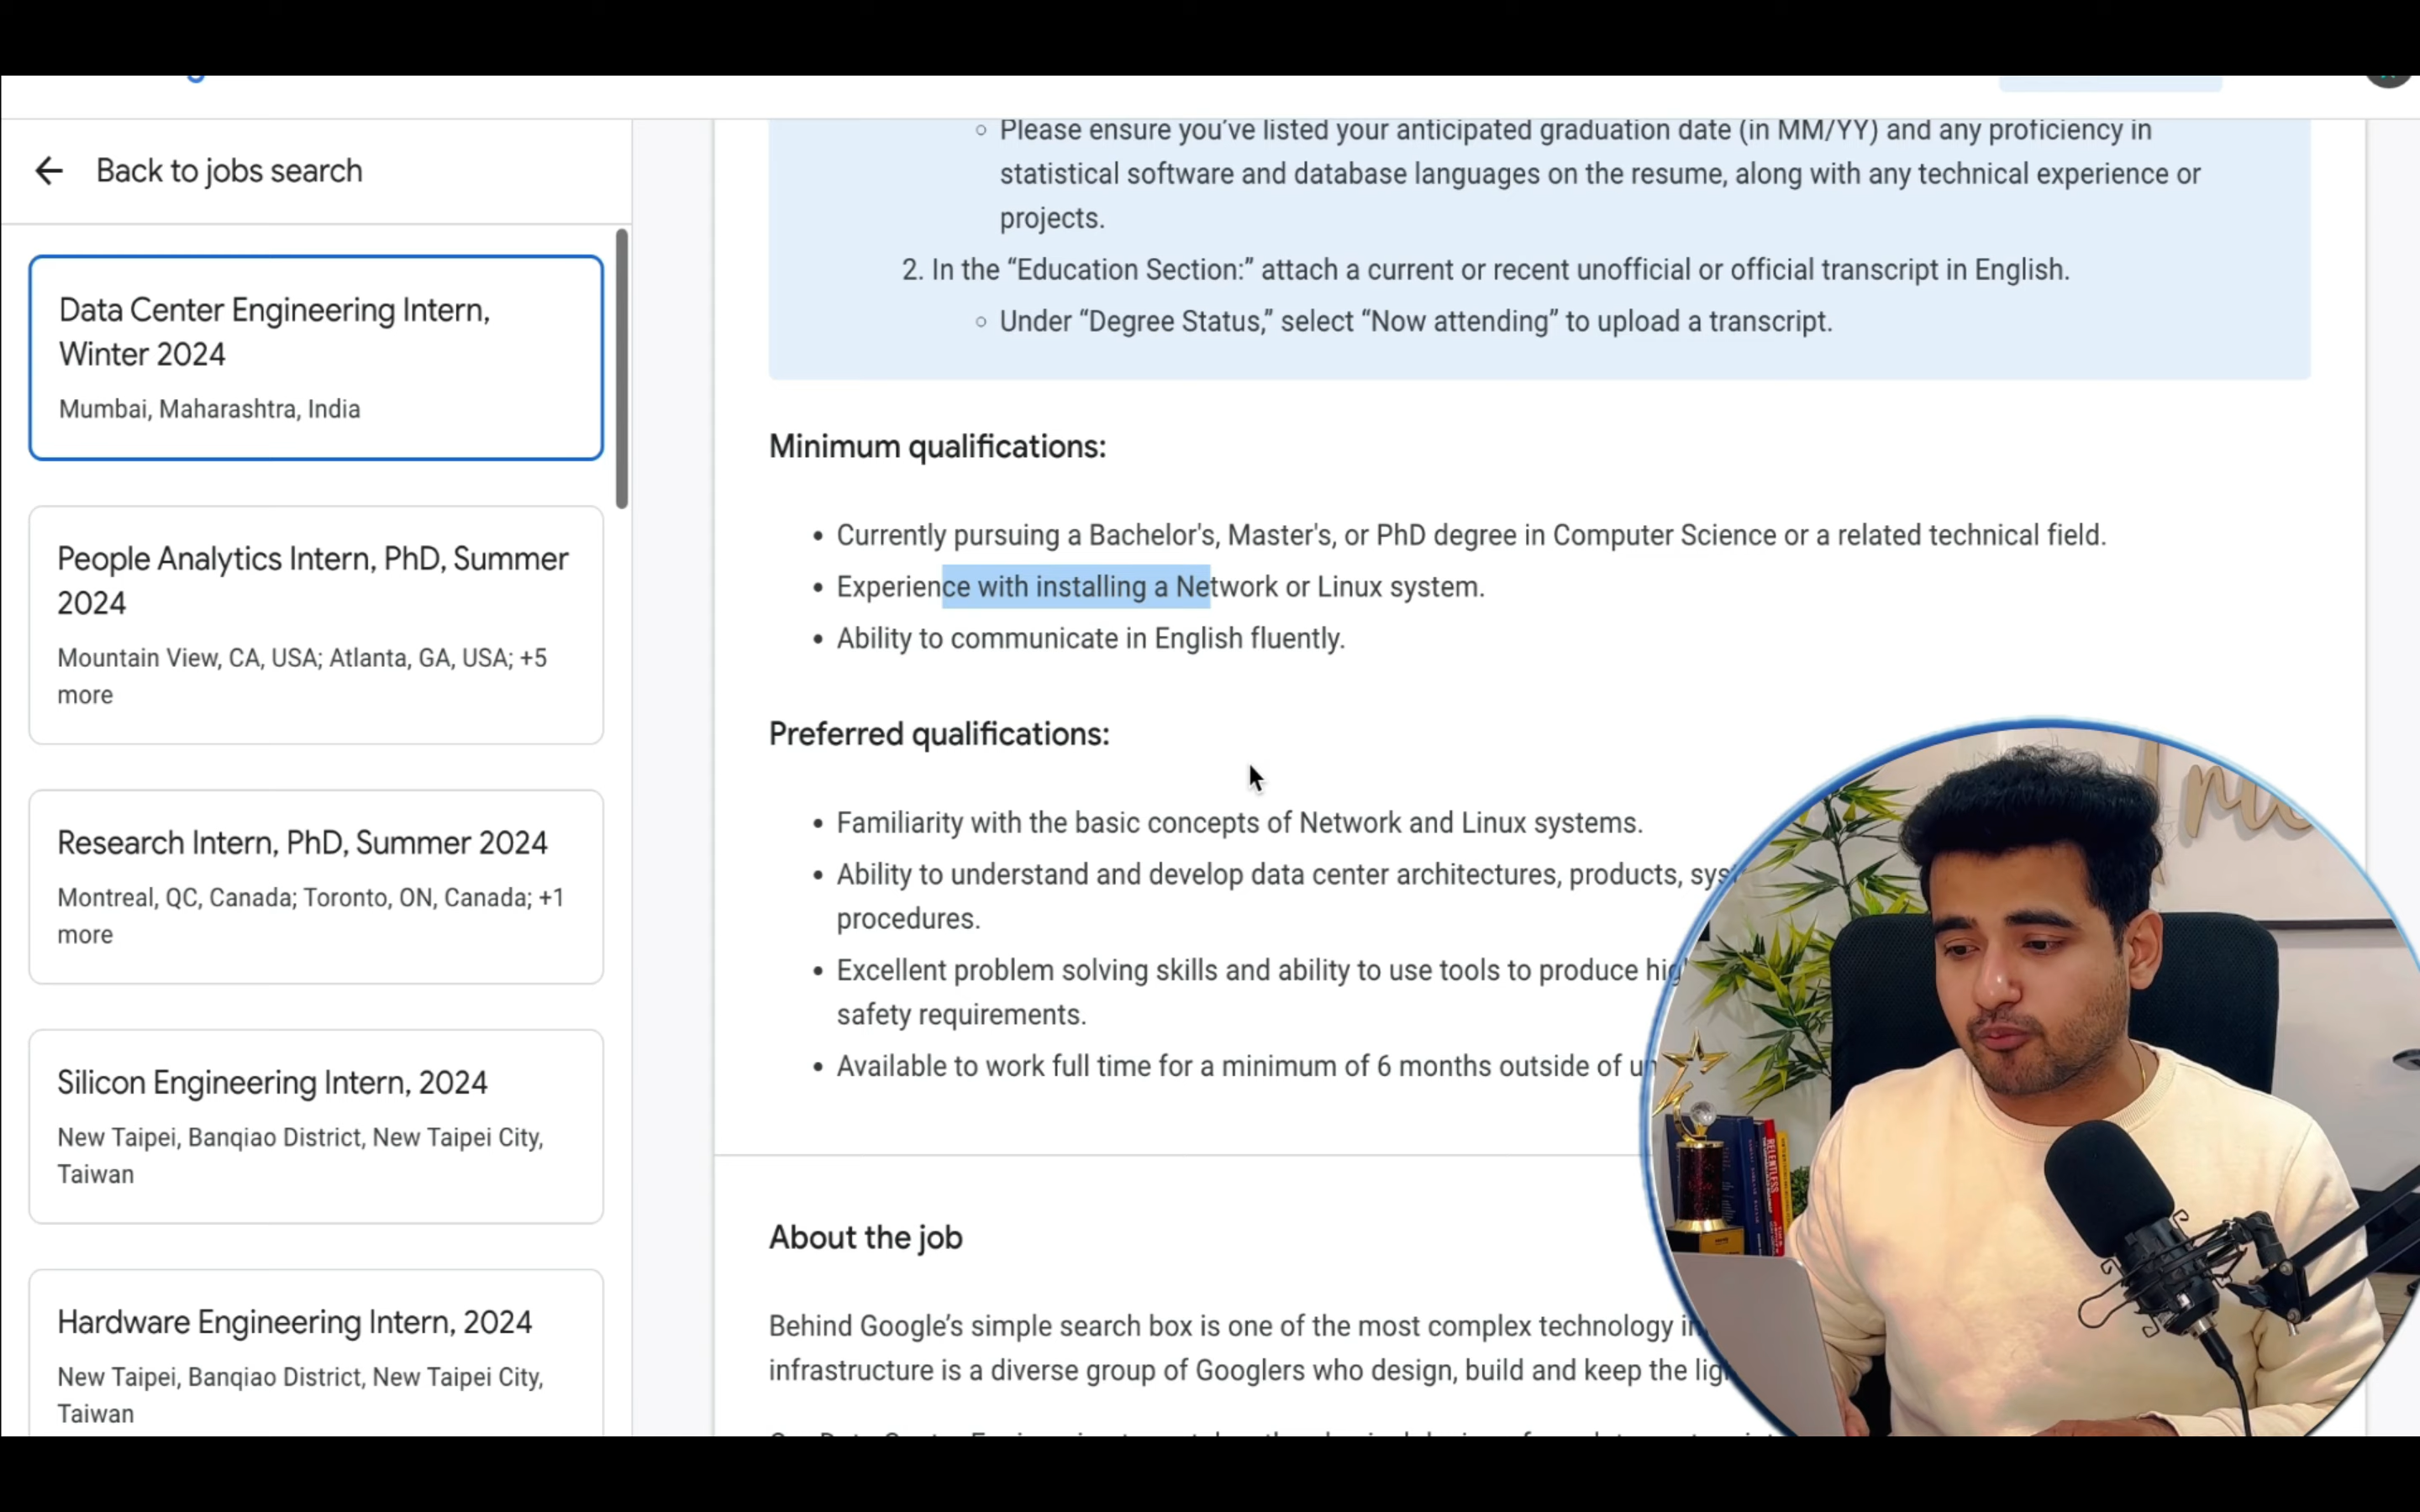 Back to jobs search
Data Center Engineering Intern,
Winter 2024
Mumbai, Maharashtra, India
People Analytics Intern, PhD, Summer
2024
Mountain View, CA, USA; Atlanta, GA, USA; +5
more
Research Intern, PhD, Summer 2024
Montreal, QC, Canada; Toronto, ON, Canada; +1
more
Silicon Engineering Intern, 2024
New Taipei, Banqiao District, New Taipei City,
Taiwan
Hardware Engineering Intern, 2024
New Taipei, Banqiao District, New Taipei City,
Taiwan
Please ensure you’ve listed your anticipated graduation date (in MM/YY) and any proficiency in
statistical software and database languages on the resume, along with any technical experience or
projects.
2. In the “Education Section:” attach a current or recent unofficial or official transcript in English.
Under “Degree Status,” select “Now attending” to upload a transcript.
Minimum qualifications:
Currently pursuing a Bachelor's, Master's, or PhD degree in Computer Science or a related technical field.
Experience with installing a Network or Linux system.
Ability to communicate in English fluently.
Preferred qualifications:
Familiarity with the basic concepts of Network and Linux systems.
Ability to understand and develop data center architectures, products,
procedures.
Excellent problem solving skills and ability to use tools to produce
safety requirements.
Available to work full time for a minimum of 6 months outside of
About the job
Behind Google’s simple search box is one of the most complex technology
infrastructure is a diverse group of Googlers who design, build and keep the
RELENTLESS